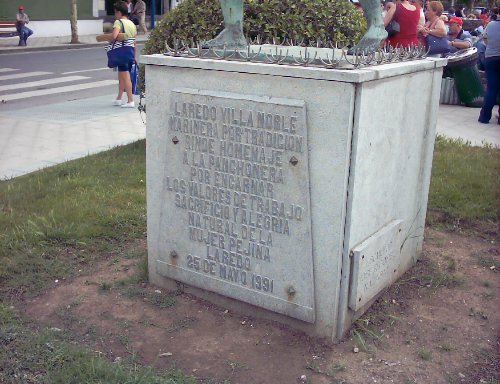 LAREDO VILLA NOBLE
MARINERA POR TRADICION
RINDE HOMENAJE
A LA PANCHONERA
POR ENCARNAR
LOS VALORES DE TRABAJO
SACRIFICIO Y ALEGRIA
NATURAL DE LA
MUJER PEJINA
LAREDO
25 DE MAYO 1991